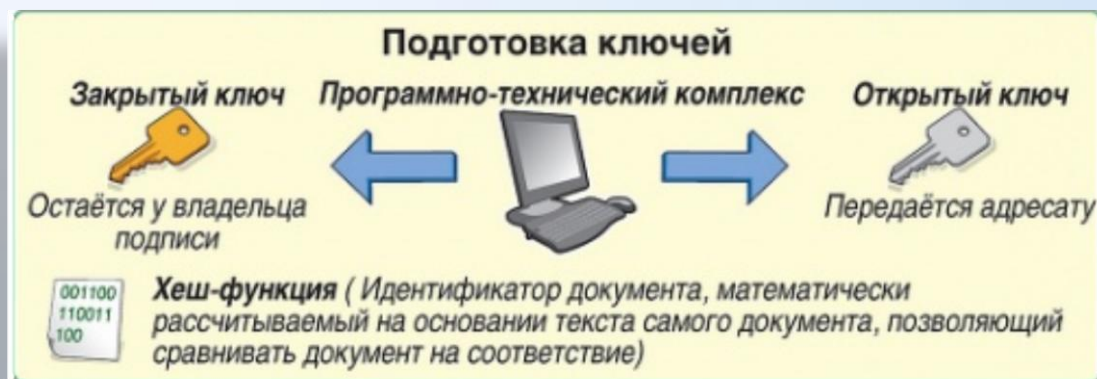 Подготовка ключей
Закрытый ключ Программно-технический комплекс Открытый ключ
Остаётся у владельца
подписи
Передаётся адресату
001100
110011
100
Хеш-функция ( Идентификатор документа, математически
рассчитываемый на основании текста самого документа, позволяющий
сравнивать документ на соответствие)